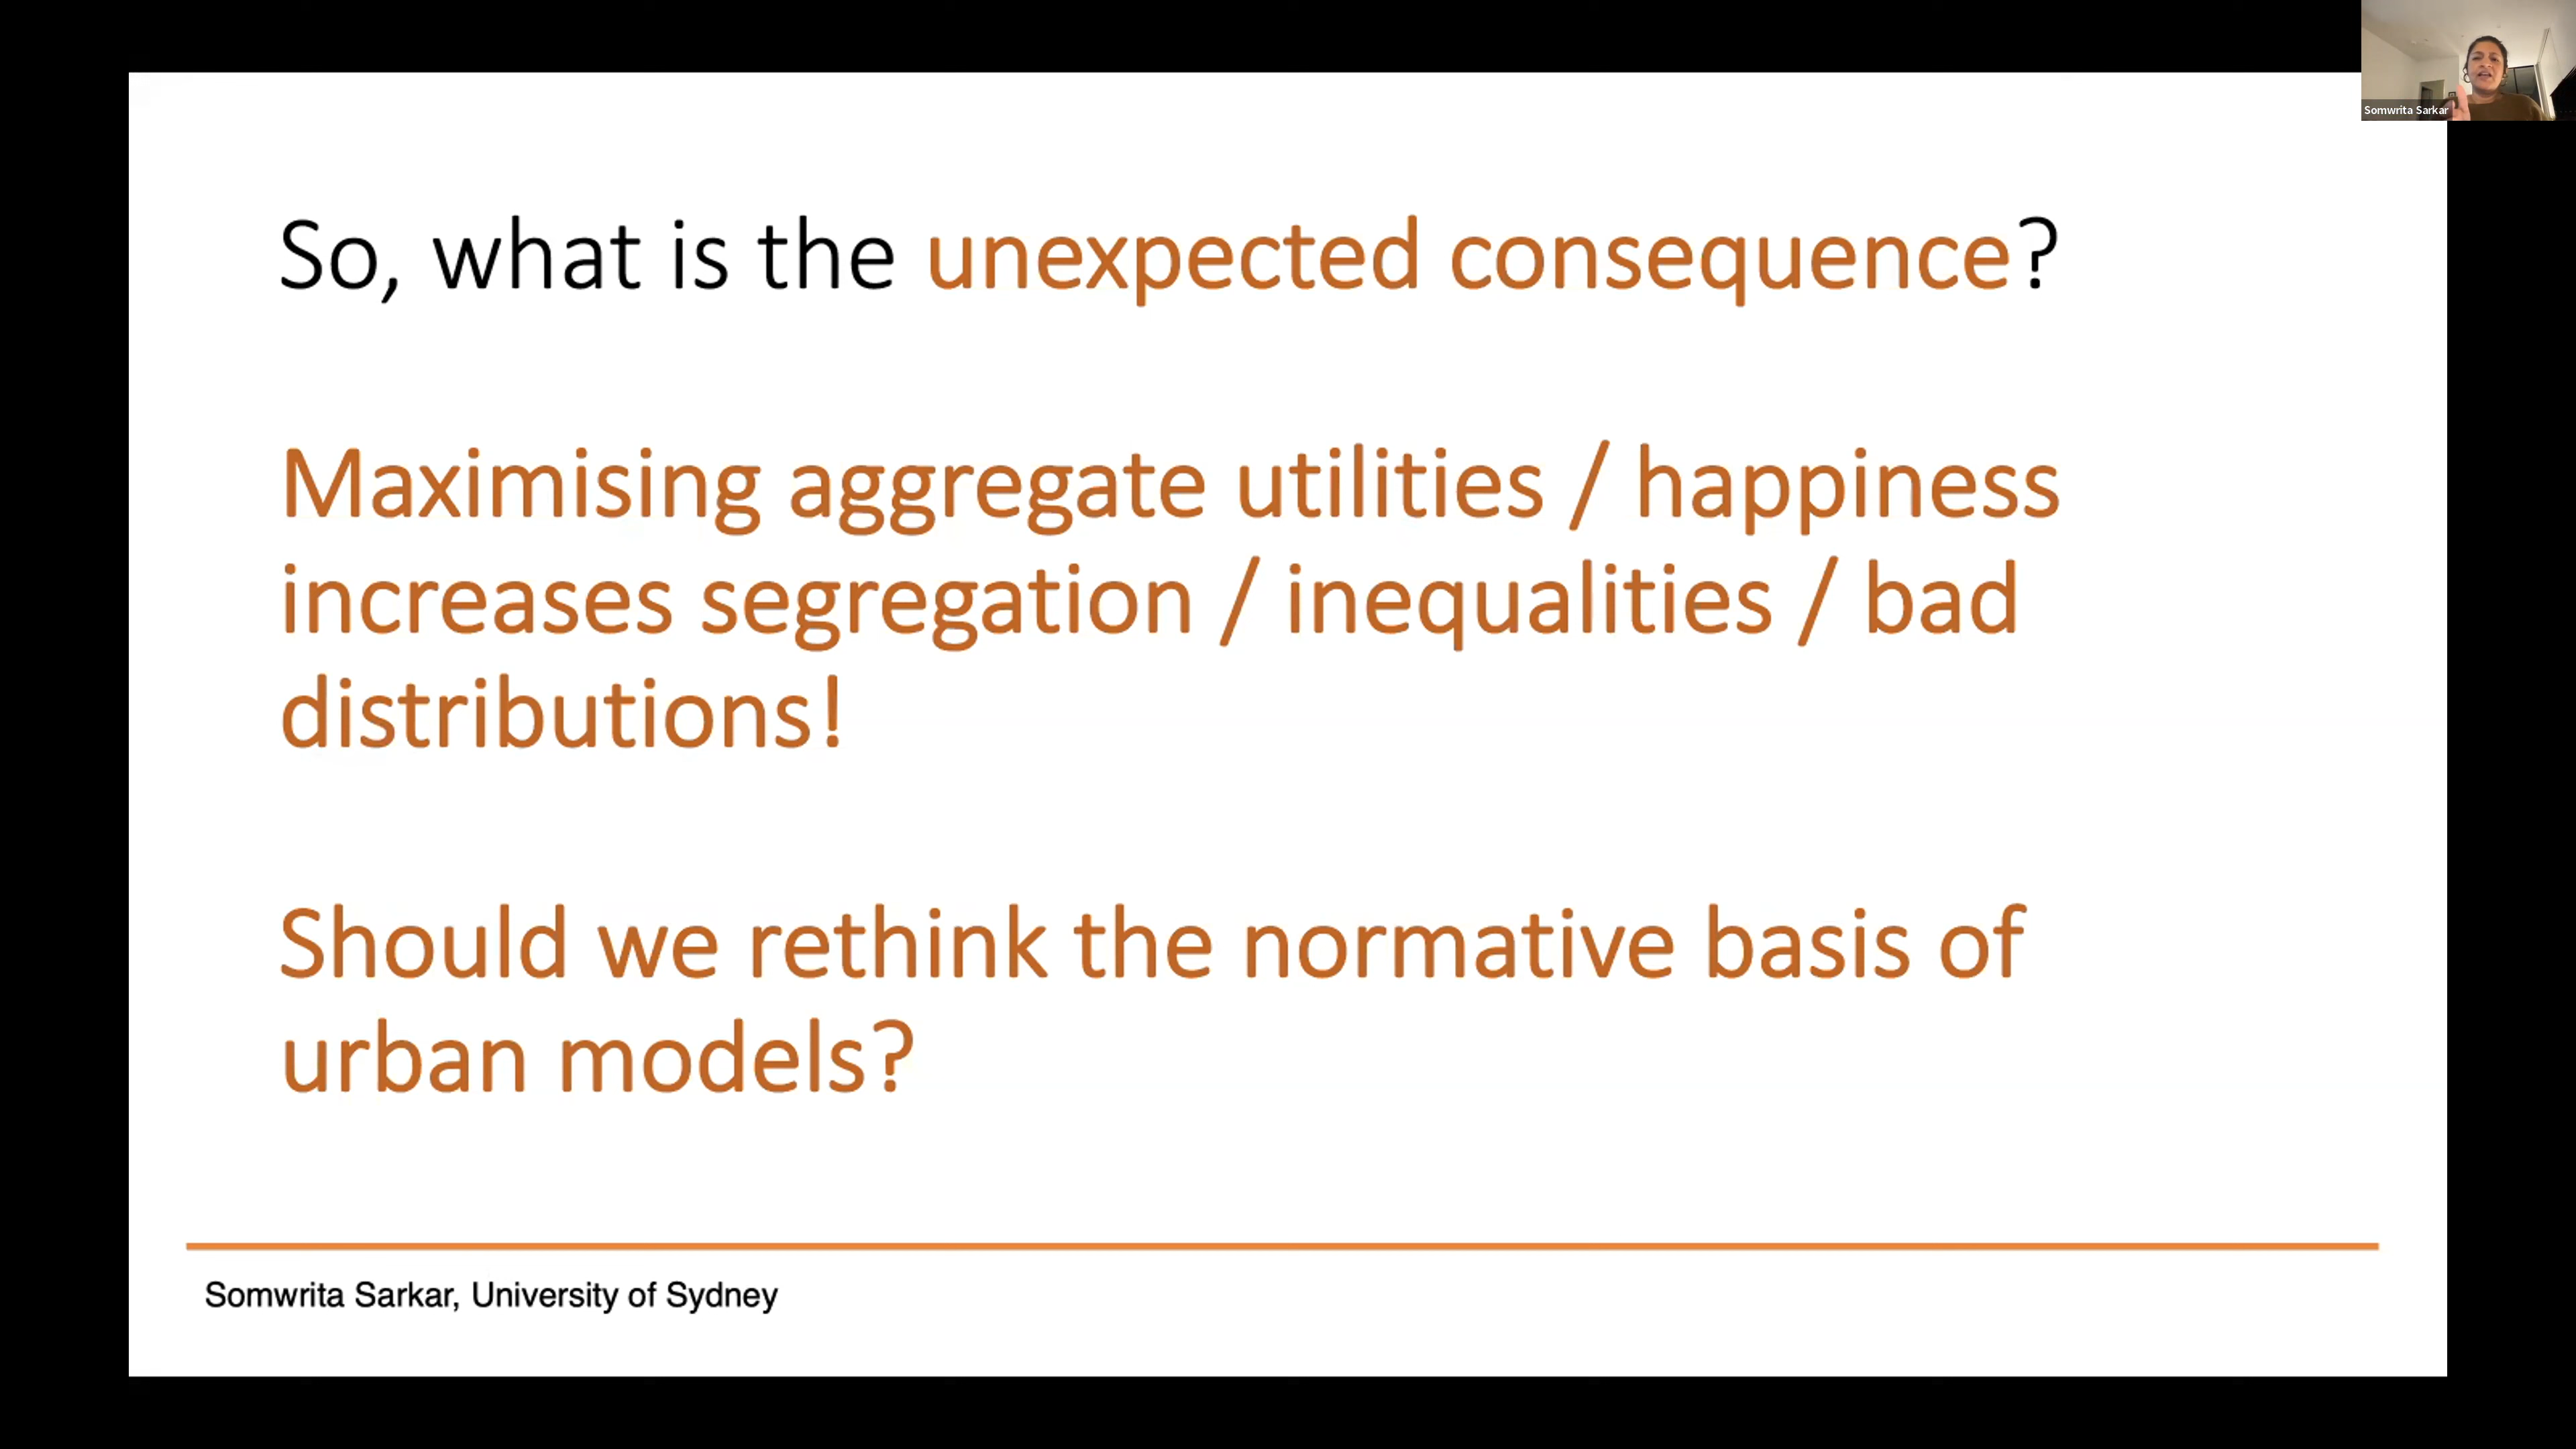 Somwrita Sarkar
So, what is the unexpected consequence?
Maximising aggregate utilities / happiness
increases segregation / inequalities / bad
distributions!
Should we rethink the normative basis of
urban models?
Somwrita Sarkar, University of Sydney